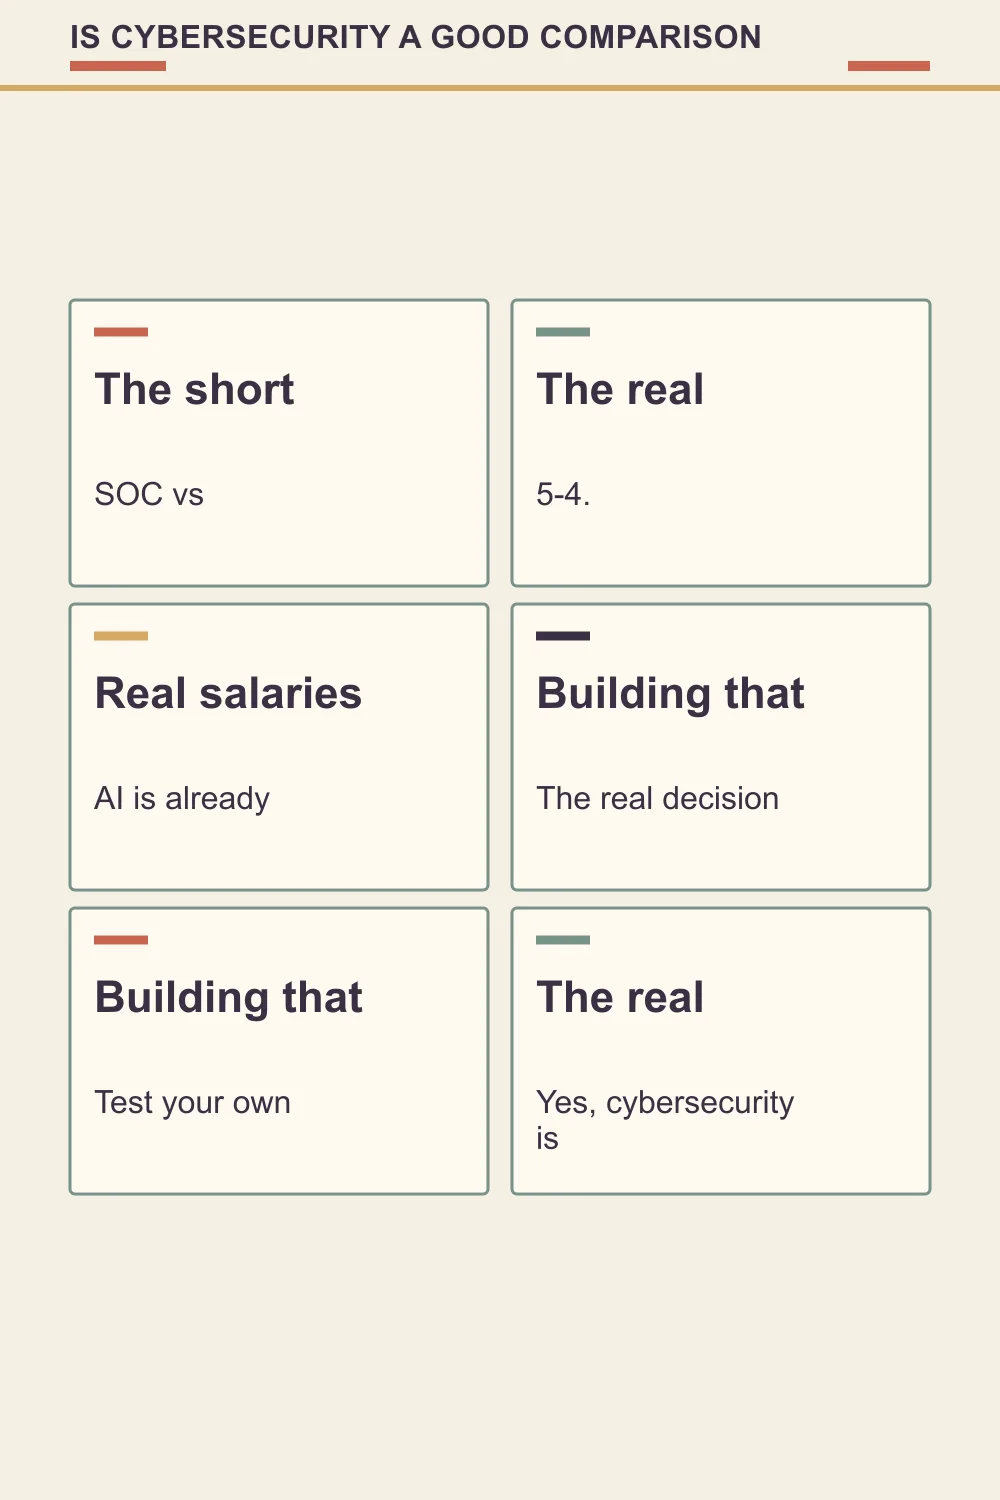 IS CYBERSECURITY A GOOD COMPARISON
The short
SOC vs
The real
5-4.
Real salaries
AI is already
Building that
The real decision
Building that
Test your own
The real
Yes, cybersecurity
is